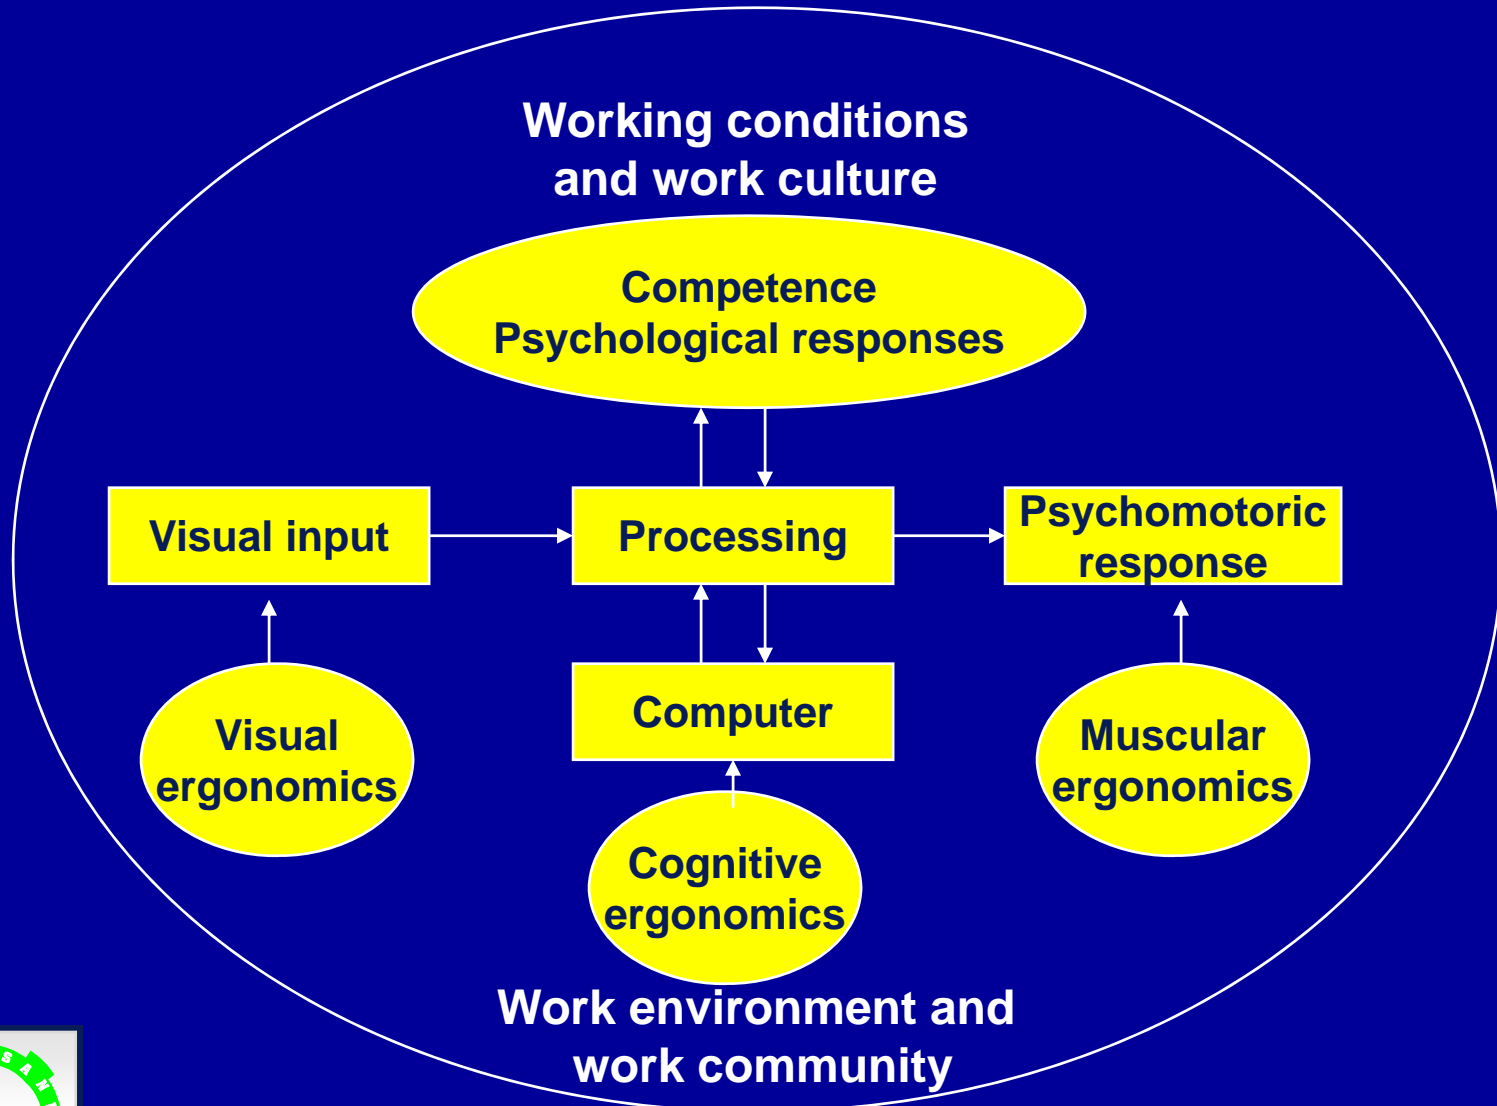 Working conditions
and work culture
Competence
Psychological responses
Visual input
Processing
Psychomotoric
response
Computer
Visual
ergonomics
Muscular
ergonomics
Cognitive
ergonomics
Work environment and
work community